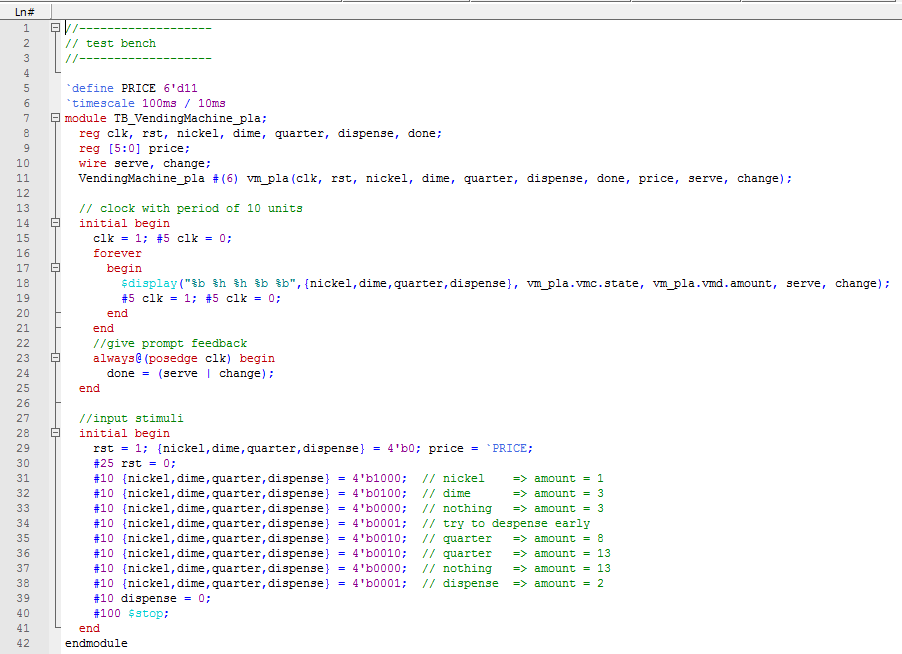 Ln#
1 //-------------------
2 // test bench
3 //-------------------
4
5 `define PRICE 6'd11
6 `timescale 100ms / 10ms
7 module TB_VendingMachine_pla;
8   reg clk, rst, nickel, dime, quarter, dispense, done;
9   reg [5:0] price;
10   wire serve, change;
11   VendingMachine_pla #(6) vm_pla(clk, rst, nickel, dime, quarter, dispense, done, price, serve, change);
12
13   // clock with period of 10 units
14   initial begin
15     clk = 1; #5 clk = 0;
16     forever
17       begin
18         $display("%b %h %h %b %b",{nickel,dime,quarter,dispense}, vm_pla.vmc.state, vm_pla.vmd.amount, serve, change);
19         #5 clk = 1; #5 clk = 0;
20       end
21     end
22     //give prompt feedback
23     always@(posedge clk) begin
24       done = (serve | change);
25   end
26
27   //input stimuli
28   initial begin
29     rst = 1; {nickel,dime,quarter,dispense} = 4'b0; price = `PRICE;
30     #25 rst = 0;
31     #10 {nickel,dime,quarter,dispense} = 4'b1000;  // nickel    => amount = 1
32     #10 {nickel,dime,quarter,dispense} = 4'b0100;  // dime      => amount = 3
33     #10 {nickel,dime,quarter,dispense} = 4'b0000;  // nothing   => amount = 3
34     #10 {nickel,dime,quarter,dispense} = 4'b0001;  // try to despense early
35     #10 {nickel,dime,quarter,dispense} = 4'b0010;  // quarter   => amount = 8
36     #10 {nickel,dime,quarter,dispense} = 4'b0010;  // quarter   => amount = 13
37     #10 {nickel,dime,quarter,dispense} = 4'b0000;  // nothing   => amount = 13
38     #10 {nickel,dime,quarter,dispense} = 4'b0001;  // dispense  => amount = 2
39     #10 dispense = 0;
40     #100 $stop;
41   end
42 endmodule